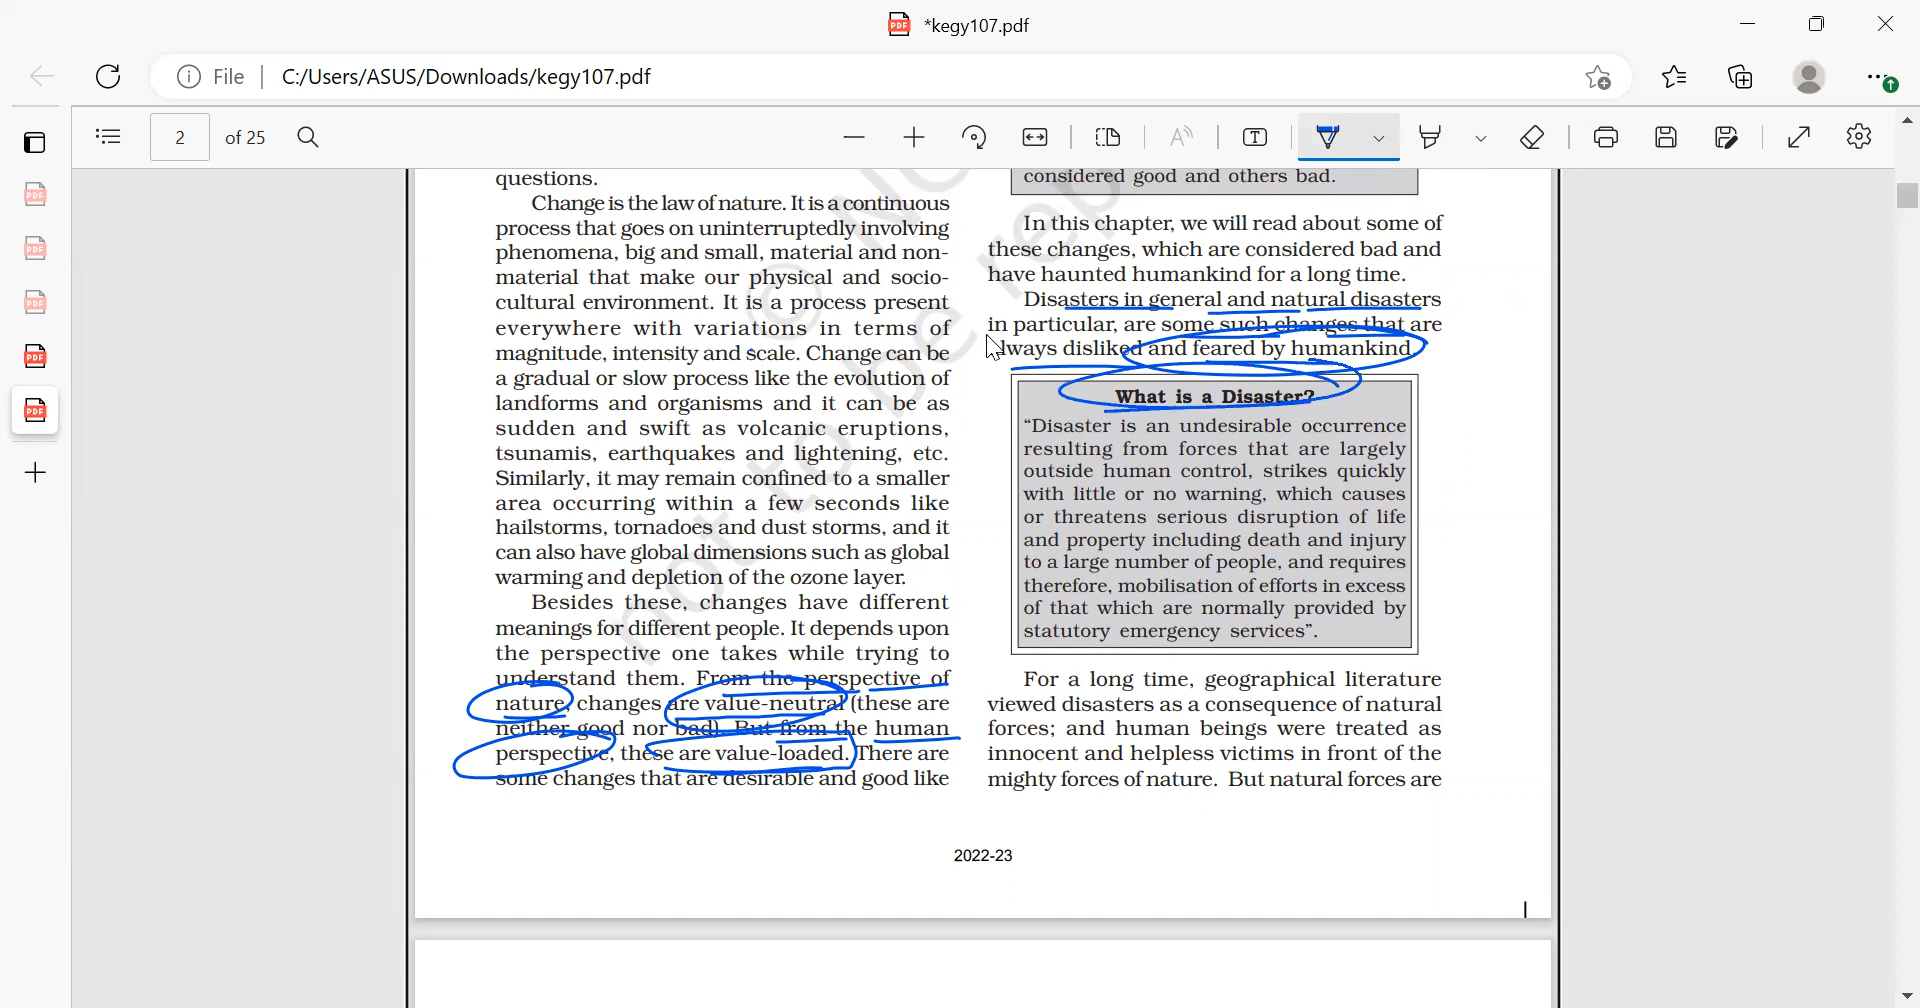 *kegy107.pdf
File
C:/Users/ASUS/Downloads/kegy107.pdf
2
of 25
questions.
Change is the law of nature. It is a continuous
process that goes on uninterruptedly involving
phenomena, big and small, material and non-
material that make our physical and socio-
cultural environment. It is a process present
everywhere with variations in terms of
magnitude, intensity and scale. Change can be
a gradual or slow process like the evolution of
landforms and organisms and it can be as
sudden and swift as volcanic eruptions,
tsunamis, earthquakes and lightening, etc.
Similarly, it may remain confined to a smaller
area occurring within a few seconds like
hailstorms, tornadoes and dust storms, and it
can also have global dimensions such as global
warming and depletion of the ozone layer.
Besides these, changes have different
meanings for different people. It depends upon
the perspective one takes while trying to
understand them. From the perspective of
nature, changes are value-neutral (these are
neither good nor bad). But from the human
perspective, these are value-loaded. There are
some changes that are desirable and good like
considered good and others bad.
In this chapter, we will read about some of
these changes, which are considered bad and
have haunted humankind for a long time.
Disasters in general and natural disasters
in particular, are some such changes that are
always disliked and feared by humankind.
What is a Disaster?
“Disaster is an undesirable occurrence
resulting from forces that are largely
outside human control, strikes quickly
with little or no warning, which causes
or threatens serious disruption of life
and property including death and injury
to a large number of people, and requires
therefore, mobilisation of efforts in excess
of that which are normally provided by
statutory emergency services”.
For a long time, geographical literature
viewed disasters as a consequence of natural
forces; and human beings were treated as
innocent and helpless victims in front of the
mighty forces of nature. But natural forces are
2022-23
© No
not to be rep